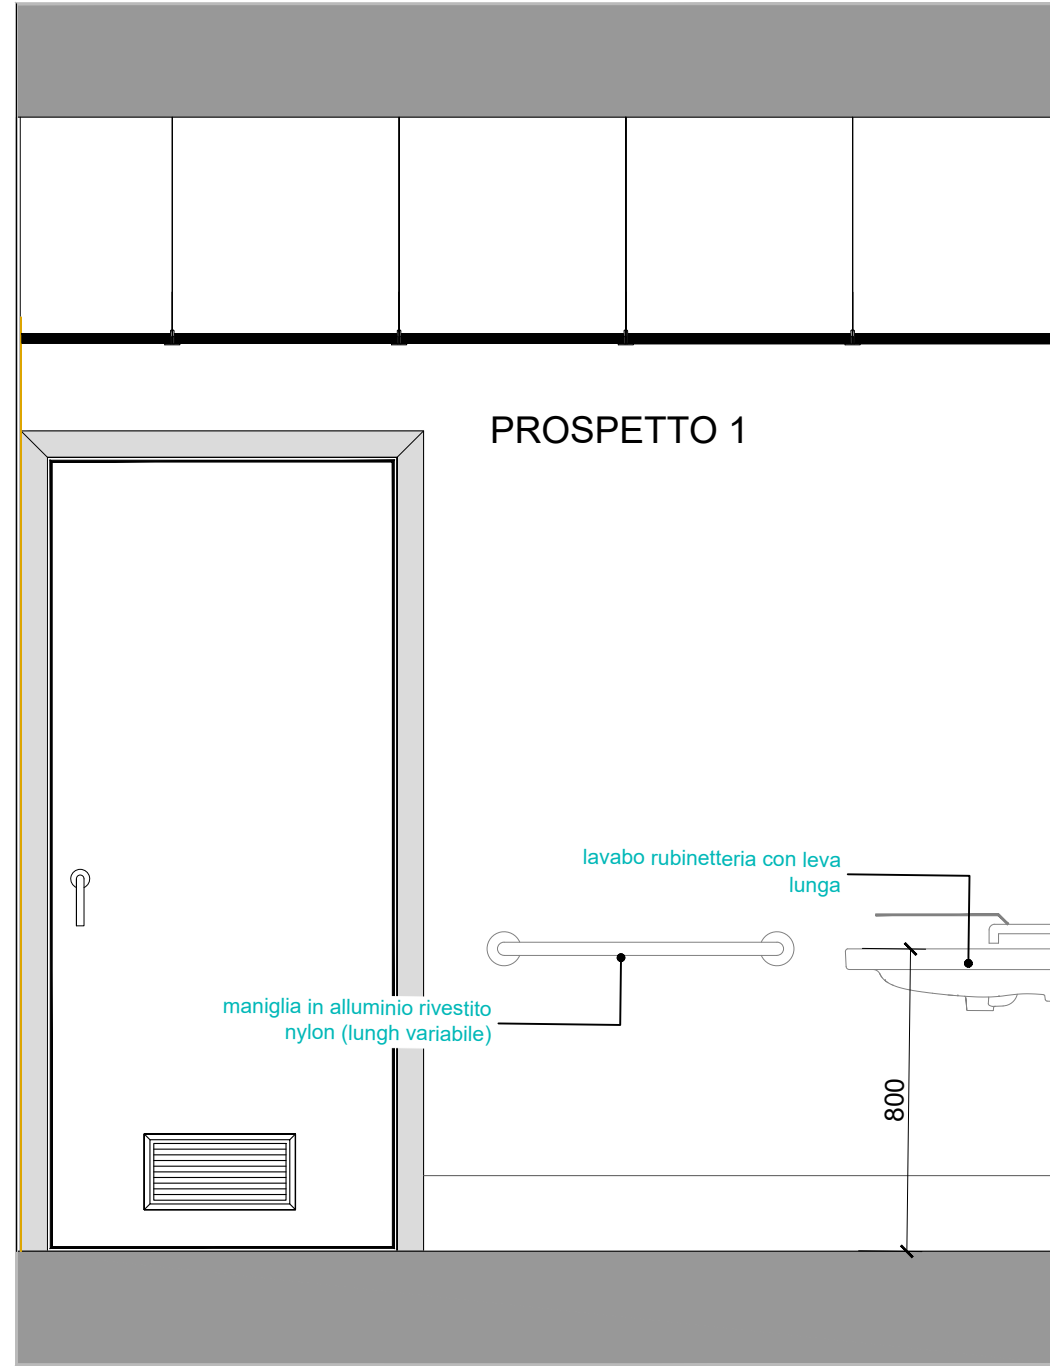 PROSPETTO 1
lavabo rubinetteria con leva
lunga
maniglia in alluminio rivestito
nylon (lungh variabile)
800